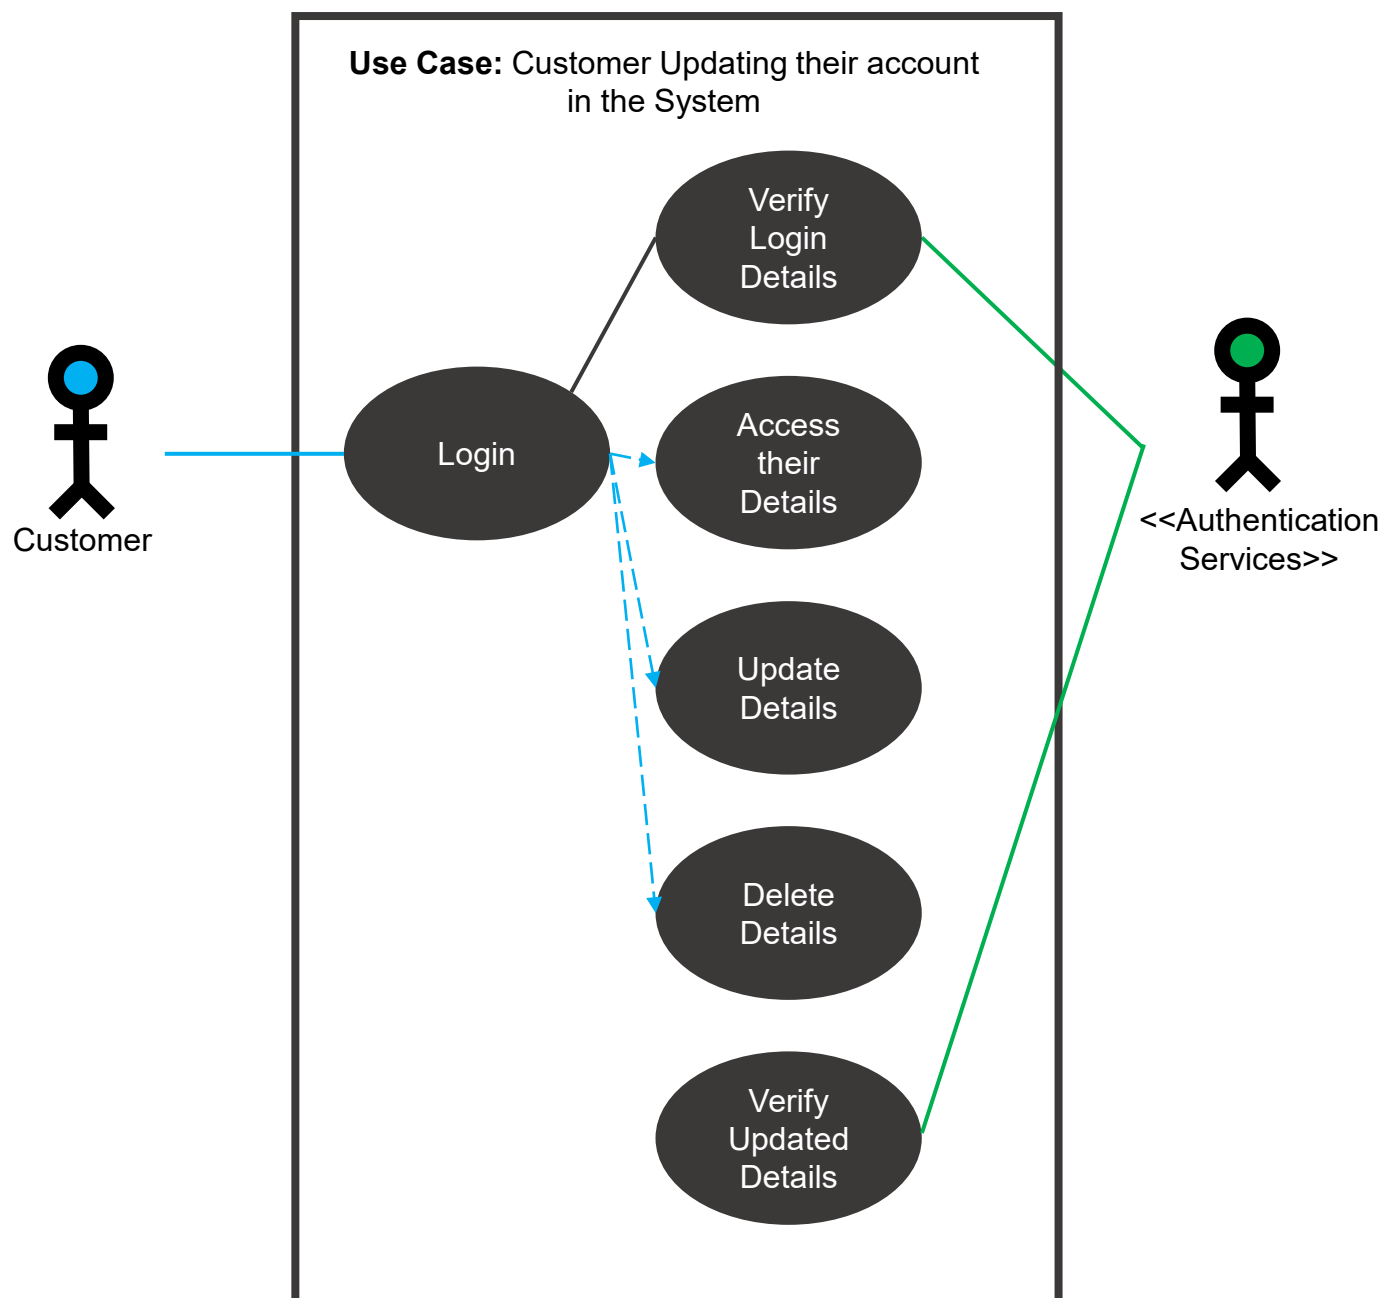 Use Case: Customer Updating their account
in the System
Verify
Login
Details
Login
Access
their
Details
Customer
<<Authentication
Services>>
Update
Details
Delete
Details
Verify
Updated
Details